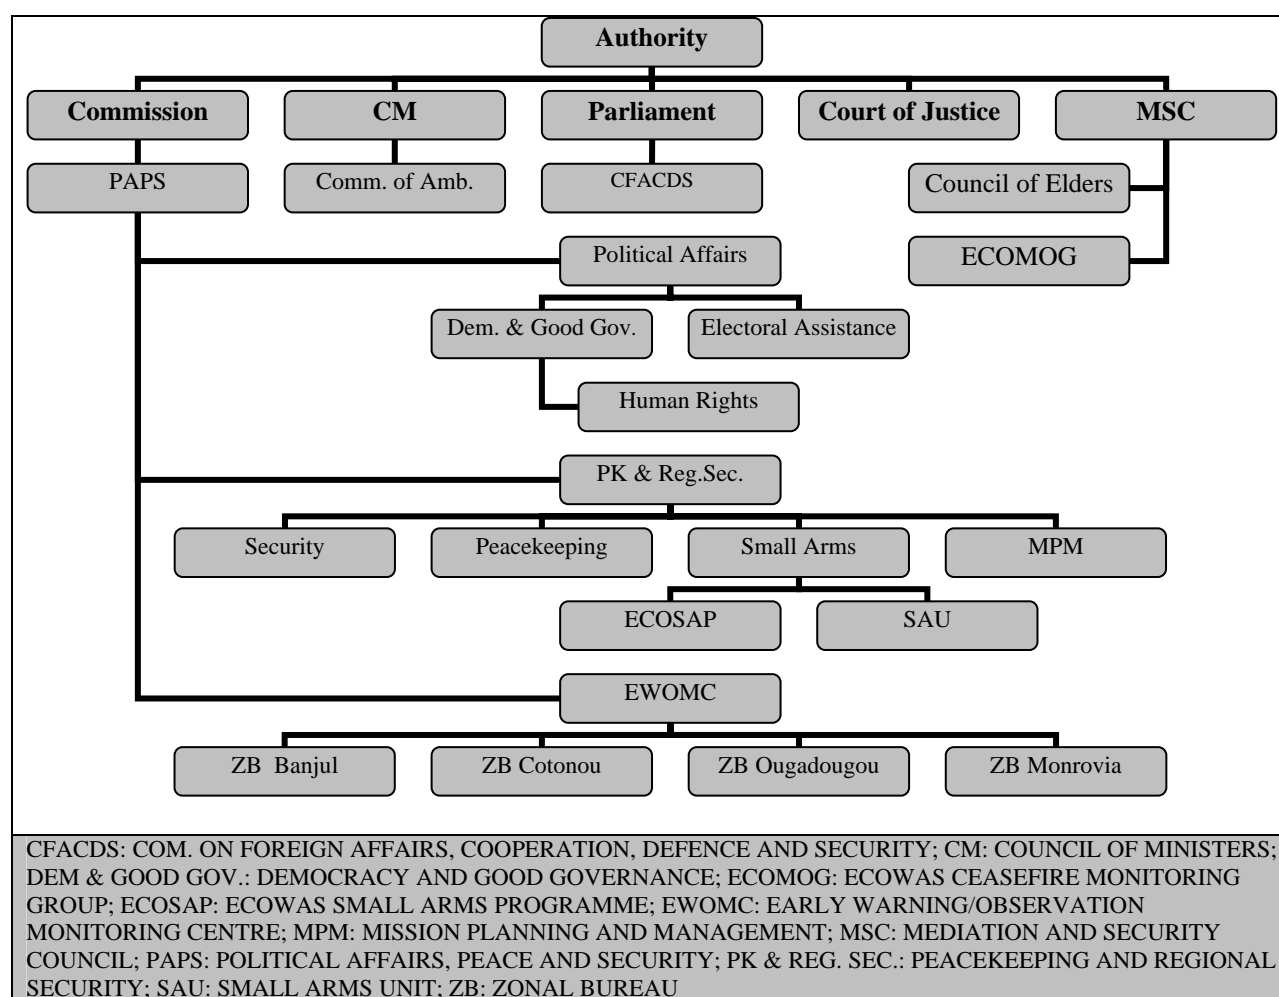 Authority
Commission
CM
Parliament
Court of Justice
MSC
PAPS
Comm. of Amb.
CFACDS
Council of Elders
ECOMOG
Political Affairs
Dem. & Good Gov.
Electoral Assistance
Human Rights
PK & Reg.Sec.
Security
Peacekeeping
Small Arms
MPM
ECOSAP
SAU
EWOMC
ZB Banjul
ZB Cotonou
ZB Ougadougou
ZB Monrovia
CFACDS: COM. ON FOREIGN AFFAIRS, COOPERATION, DEFENCE AND SECURITY; CM: COUNCIL OF MINISTERS;
DEM & GOOD GOV.: DEMOCRACY AND GOOD GOVERNANCE; ECOMOG: ECOWAS CEASEFIRE MONITORING
GROUP; ECOSAP: ECOWAS SMALL ARMS PROGRAMME; EWOMC: EARLY WARNING/OBSERVATION
MONITORING CENTRE; MPM: MISSION PLANNING AND MANAGEMENT; MSC: MEDIATION AND SECURITY
COUNCIL; PAPS: POLITICAL AFFAIRS, PEACE AND SECURITY; PK & REG. SEC.: PEACEKEEPING AND REGIONAL
SECURITY; SAU: SMALL ARMS UNIT; ZB: ZONAL BUREAU